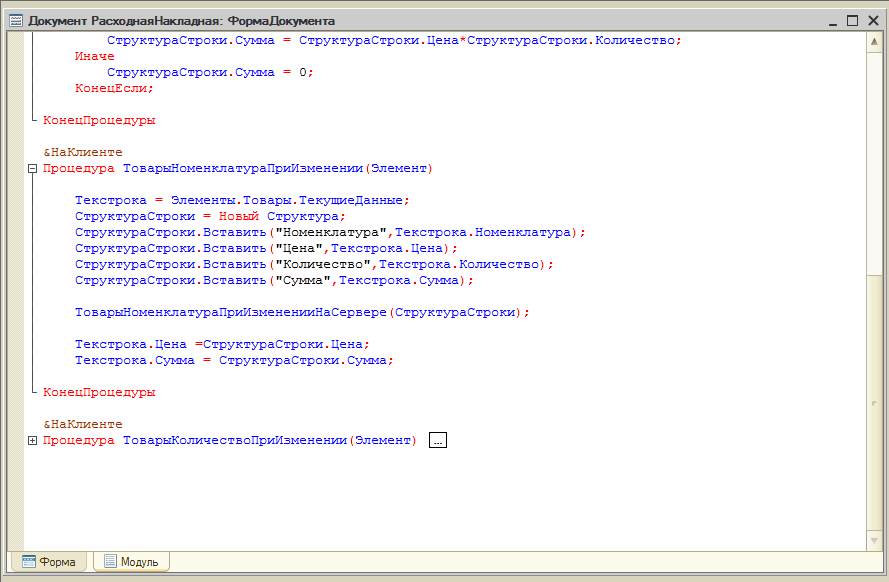 Документ РасходнаяНакладная: ФормаДокумента
СтруктураСтроки.Сумма = СтруктураСтроки.Цена*СтруктураСтроки.Количество;
Иначе
СтруктураСтроки.Сумма = 0;
КонецЕсли;
КонецПроцедуры
&НаКлиенте
Процедура ТоварыНоменклатураПриИзменении(Элемент)
Текстрока = Элементы.Товары.ТекущиеДанные;
СтруктураСтроки = Новый Структура;
СтруктураСтроки.Вставить("Номенклатура",Текстрока.Номенклатура);
СтруктураСтроки.Вставить("Цена",Текстрока.Цена);
СтруктураСтроки.Вставить("Количество",Текстрока.Количество);
СтруктураСтроки.Вставить("Сумма",Текстрока.Сумма);
ТоварыНоменклатураПриИзмененииНаСервере(СтруктураСтроки);
Текстрока.Цена =СтруктураСтроки.Цена;
Текстрока.Сумма = СтруктураСтроки.Сумма;
КонецПроцедуры
&НаКлиенте
Процедура ТоварыКоличествоПриИзменении(Элемент) ...
Форма Модуль